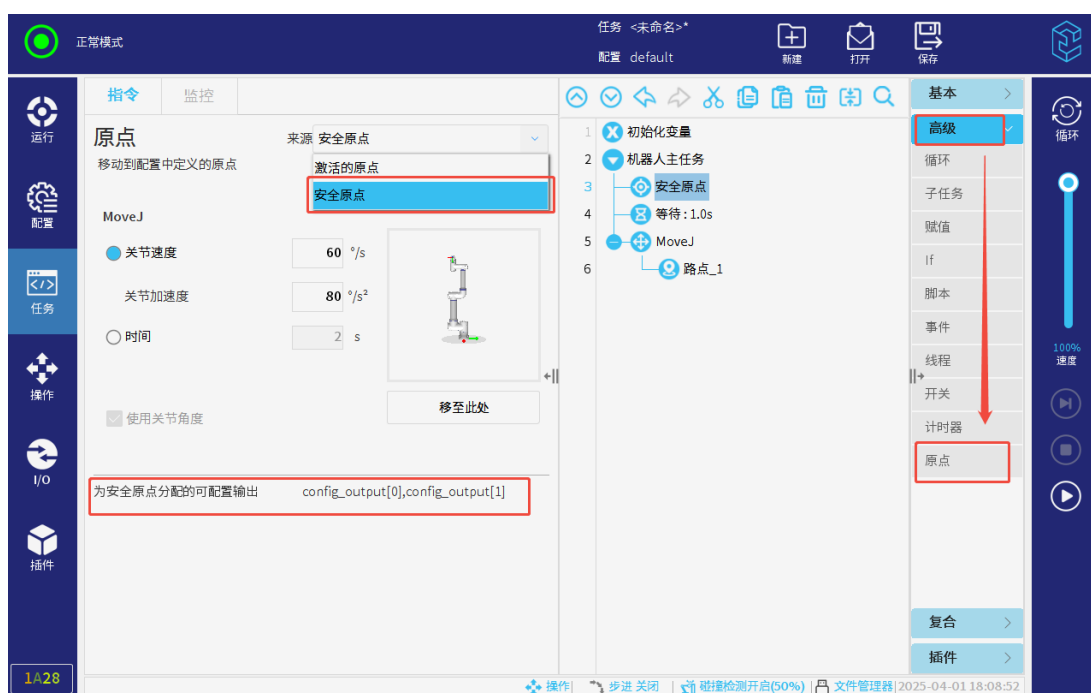 正常模式
任务 <未命名>*
配置 default
新建
打开
保存
运行
配置
任务
操作
I/O
插件
1A28
指令
监控
原点
来源 安全原点
移动到配置中定义的原点
激活的原点
安全原点
MoveJ
关节速度 60 °/s
关节加速度 80 °/s²
时间 2 s
使用关节角度
移至此处
为安全原点分配的可配置输出 config_output[0],config_output[1]
1 初始化变量
2 机器人主任务
3 安全原点
4 等待:1.0s
5 MoveJ
6 路点_1
基本
高级
循环
子任务
赋值
If
脚本
事件
线程
开关
计时器
原点
复合
插件
循环
100%
速度
操作| 步进 关闭 | 碰撞检测开启(50%) | 文件管理器|2025-04-01 18:08:52